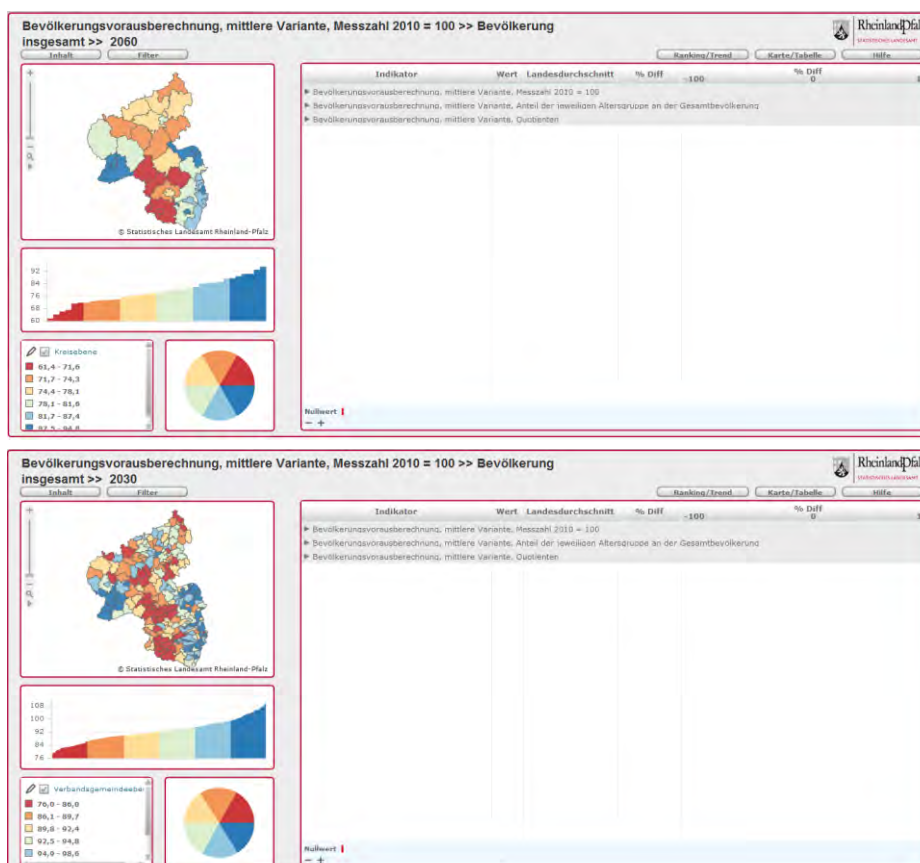 Bevölkerungsvorausberechnung, mittlere Variante, Messzahl 2010 = 100 >> Bevölkerung
insgesamt >> 2060
RheinlandPfal
STATISTISCHES LANDESAMT
Inhalt
Filter
Ranking/Trend
Karte/Tabelle
Hilfe
Indikator
Wert
Landesdurchschnitt
% Diff
-100
% Diff
0
▶ Bevölkerungsvorausberechnung, mittlere Variante, Messzahl 2010 = 100
▶ Bevölkerungsvorausberechnung, mittlere Variante, Anteil der jeweiligen Altersgruppe an der Gesamtbevölkerung
▶ Bevölkerungsvorausberechnung, mittlere Variante, Quotienten
© Statistisches Landesamt Rheinland-Pfalz
92
84
76
68
60
Kreisebene
61,4 - 71,6
71,7 - 74,3
74,4 - 78,1
78,1 - 81,6
81,7 - 87,4
Nullwert
− +
Bevölkerungsvorausberechnung, mittlere Variante, Messzahl 2010 = 100 >> Bevölkerung
insgesamt >> 2030
RheinlandPfal
STATISTISCHES LANDESAMT
Inhalt
Filter
Ranking/Trend
Karte/Tabelle
Hilfe
Indikator
Wert
Landesdurchschnitt
% Diff
-100
% Diff
0
▶ Bevölkerungsvorausberechnung, mittlere Variante, Messzahl 2010 = 100
▶ Bevölkerungsvorausberechnung, mittlere Variante, Anteil der jeweiligen Altersgruppe an der Gesamtbevölkerung
▶ Bevölkerungsvorausberechnung, mittlere Variante, Quotienten
© Statistisches Landesamt Rheinland-Pfalz
108
100
92
84
76
Verbandsgemeindeebe
76,0 - 86,0
86,1 - 89,7
89,8 - 92,4
92,5 - 94,8
94,9 - 98,6
Nullwert
− +